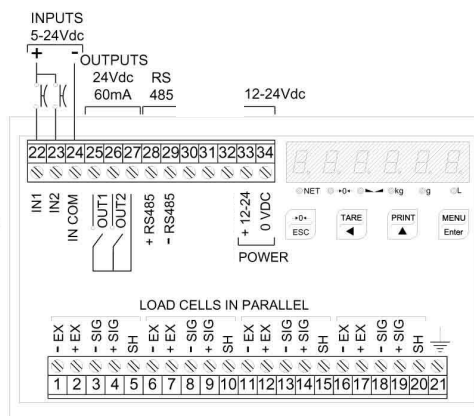 INPUTS
5-24Vdc
+ -
OUTPUTS
24Vdc RS
60mA 485 12-24Vdc
22 23 24 25 26 27 28 29 30 31 32 33 34
IN1 IN2 IN COM OUT1 OUT2 + RS485 - RS485 + 12-24 0 VDC
POWER
NET →0← kg g L
→0← TARE PRINT MENU
ESC ◄ ▲ Enter
LOAD CELLS IN PARALLEL
- EX + EX - SIG + SIG SH - EX + EX - SIG + SIG SH - EX + EX - SIG + SIG SH - EX + EX - SIG + SIG SH
1 2 3 4 5 6 7 8 9 10 11 12 13 14 15 16 17 18 19 20 21